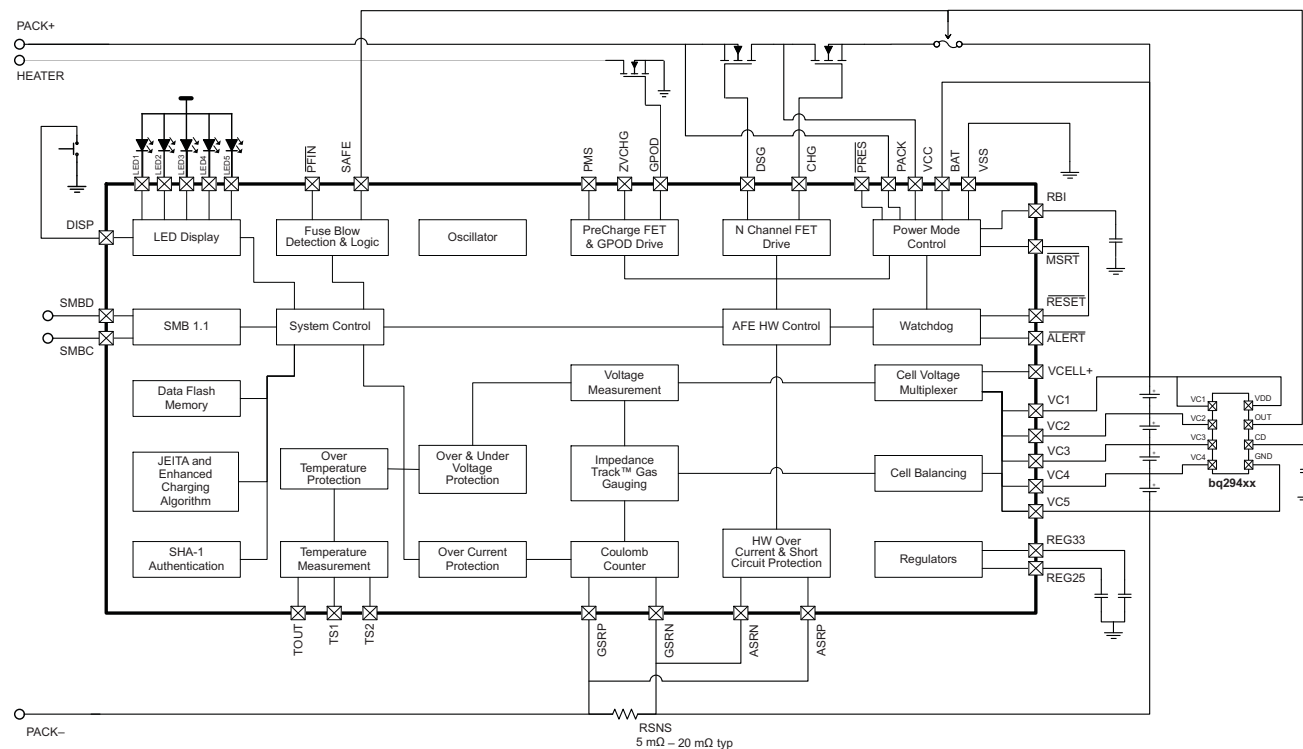 PACK+
HEATER
LED1
LED2
LED3
LED4
LED5
PFIN
SAFE
PMS
ZVCHG
GPOD
DSG
CHG
PRES
PACK
VCC
BAT
VSS
DISP
LED Display
Fuse Blow
Detection & Logic
Oscillator
PreCharge FET
& GPOD Drive
N Channel FET
Drive
Power Mode
Control
RBI
MSRT
RESET
ALERT
SMBD
SMBC
SMB 1.1
System Control
AFE HW Control
Watchdog
Data Flash
Memory
Voltage
Measurement
Cell Voltage
Multiplexer
VCELL+
VC1
VC2
VC3
VC4
VC5
VC1
VC2
VC3
VC4
VDD
OUT
CD
GND
bq294xx
JEITA and
Enhanced
Charging
Algorithm
Over
Temperature
Protection
Over & Under
Voltage
Protection
Impedance
Track™ Gas
Gauging
Cell Balancing
SHA-1
Authentication
Temperature
Measurement
Over Current
Protection
Coulomb
Counter
HW Over
Current & Short
Circuit Protection
Regulators
REG33
REG25
TOUT
TS1
TS2
GSRP
GSRN
ASRN
ASRP
PACK–
RSNS
5 mΩ – 20 mΩ typ